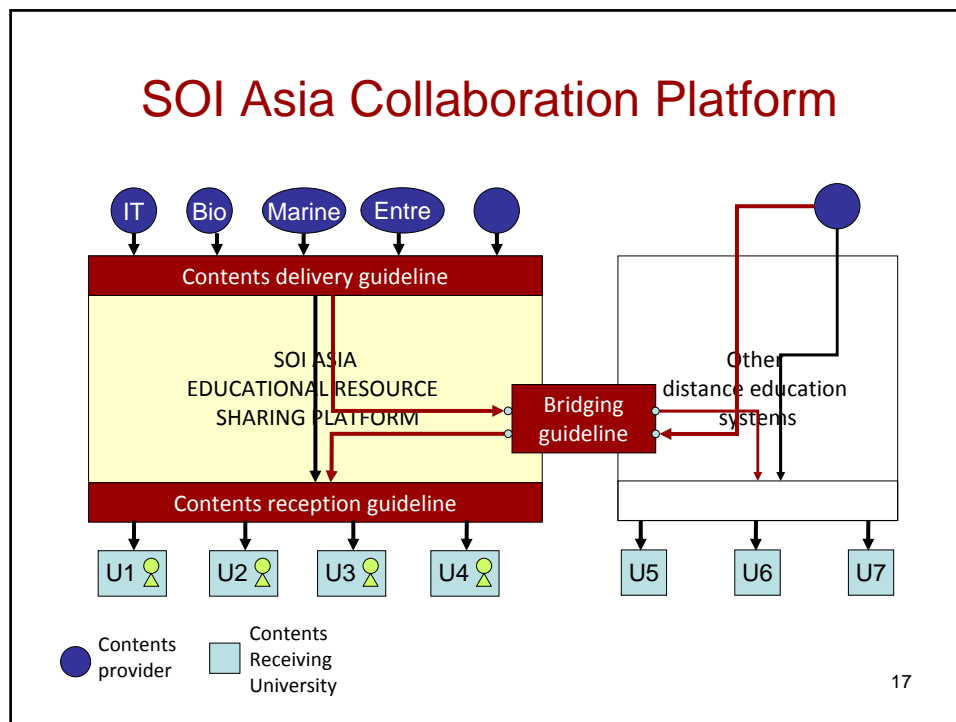 SOI Asia Collaboration Platform
IT
Bio
Marine
Entre
Contents delivery guideline
SOI ASIA
EDUCATIONAL RESOURCE
SHARING PLATFORM
Bridging
guideline
Other
distance education
systems
Contents reception guideline
U1
U2
U3
U4
U5
U6
U7
Contents
provider
Contents
Receiving
University
17